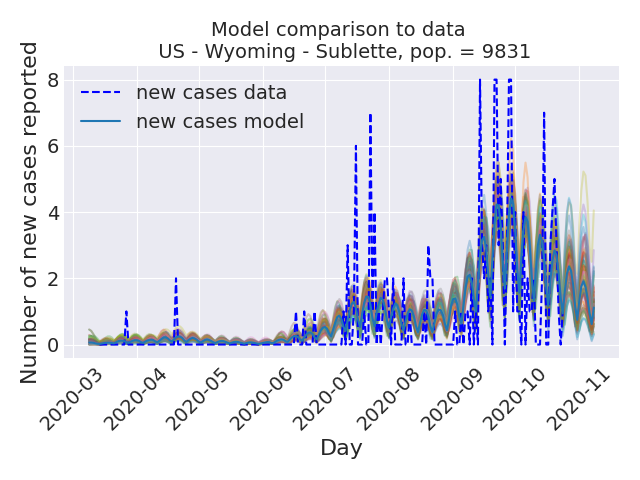 Model comparison to data
US - Wyoming - Sublette, pop. = 9831
Number of new cases reported
8
6
4
2
0
new cases data
new cases model
2020-03
2020-04
2020-05
2020-06
2020-07
2020-08
2020-09
2020-10
2020-11
Day